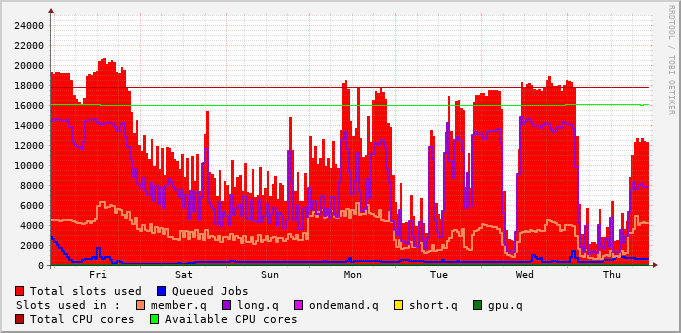 24000
22000
20000
18000
16000
14000
12000
10000
8000
6000
4000
2000
0
Fri Sat Sun Mon Tue Wed Thu
RRDTOOL / TOBI OETIKER
Total slots used Queued Jobs
Slots used in : member.q long.q ondemand.q short.q gpu.q
Total CPU cores Available CPU cores